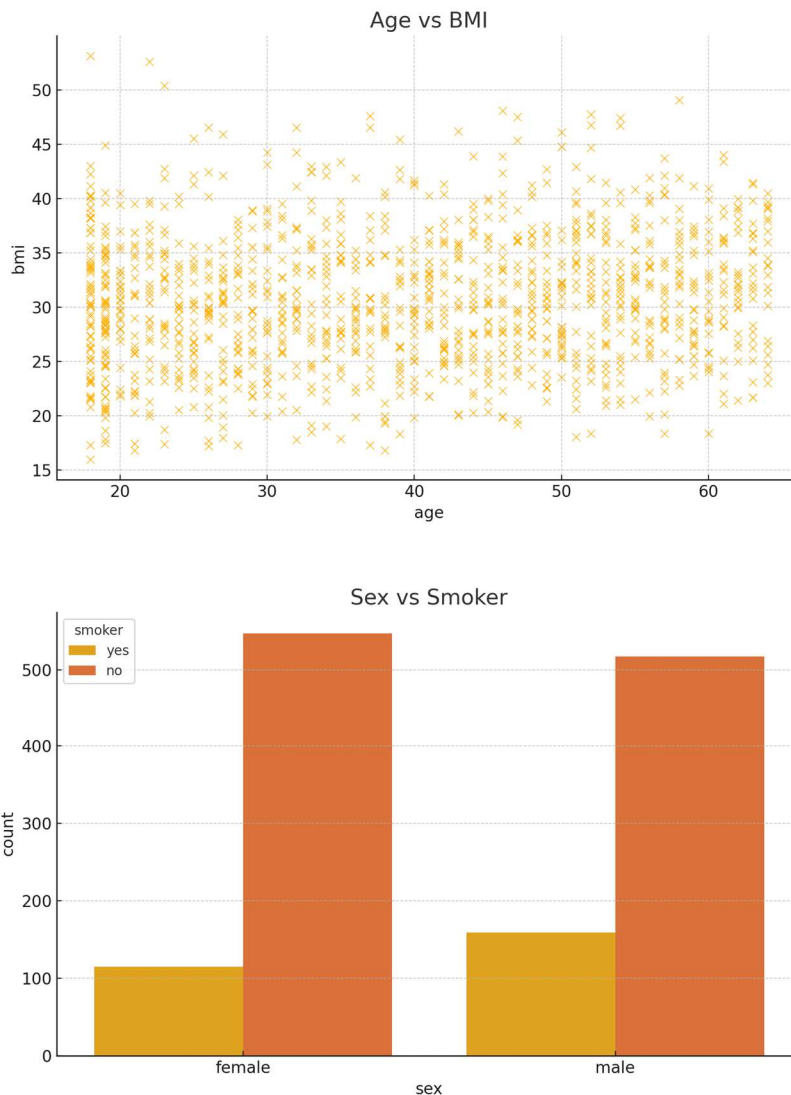 Age vs BMI
50
45
40
35
30
25
20
15
bmi
20 30 40 50 60
age
Sex vs Smoker
smoker
yes
no
500
400
300
200
100
0
count
female male
sex